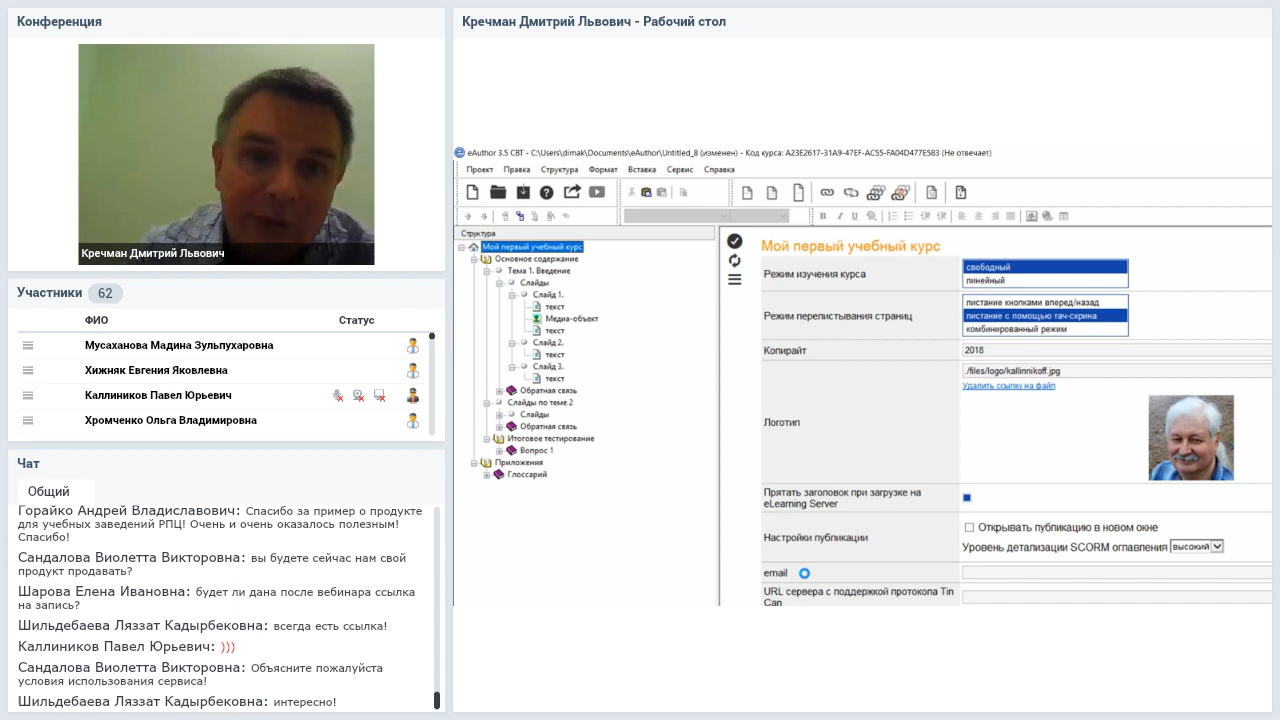 Конференция
Кречман Дмитрий Львович
Участники 62
ФИО Статус
Мусаханова Мадина Зульпухаровна
Хижняк Евгения Яковлевна
Каллиников Павел Юрьевич
Хромченко Ольга Владимировна
Чат
Общий
Горайко Андрей Владиславович: Спасибо за пример о продукте
для учебных заведений РПЦ! Очень и очень оказалось полезным!
Спасибо!
Сандалова Виолетта Викторовна: вы будете сейчас нам свой
продукт продавать?
Шарова Елена Ивановна: будет ли дана после вебинара ссылка
на запись?
Шильдебаева Ляззат Кадырбековна: всегда есть ссылка!
Каллиников Павел Юрьевич: )))
Сандалова Виолетта Викторовна: Объясните пожалуйста
условия использования сервиса!
Шильдебаева Ляззат Кадырбековна: интересно!
Кречман Дмитрий Львович - Рабочий стол
eAuthor 3.5 CBT - C:\Users\dimak\Documents\eAuthor\Untitled_8 (изменен) - Код курса: A23E2617-31A9-47EF-AC55-FA04D477E583 (Не отвечает)
Проект Правка Структура Формат Вставка Сервис Справка
B I U
Структура
Мой первый учебный курс
Основное содержание
Тема 1. Введение
Слайды
Слайд 1.
текст
Медиа-объект
текст
Слайд 2.
текст
Слайд 3.
текст
Обратная связь
Слайды по теме 2
Слайды
Обратная связь
Итоговое тестирование
Вопрос 1
Приложения
Глоссарий
Мой первый учебный курс
Режим изучения курса
свободный
линейный
Режим перелистывания страниц
листание кнопками вперед/назад
листание с помощью тач-скрина
комбинированный режим
Копирайт 2018
Логотип
./files/logo/kallinnikoff.jpg
Удалить ссылку на файл
Прятать заголовок при загрузке на
eLearning Server
Настройки публикации
Открывать публикацию в новом окне
Уровень детализации SCORM оглавления высокий
email
URL сервера с поддержкой протокола Tin
Can